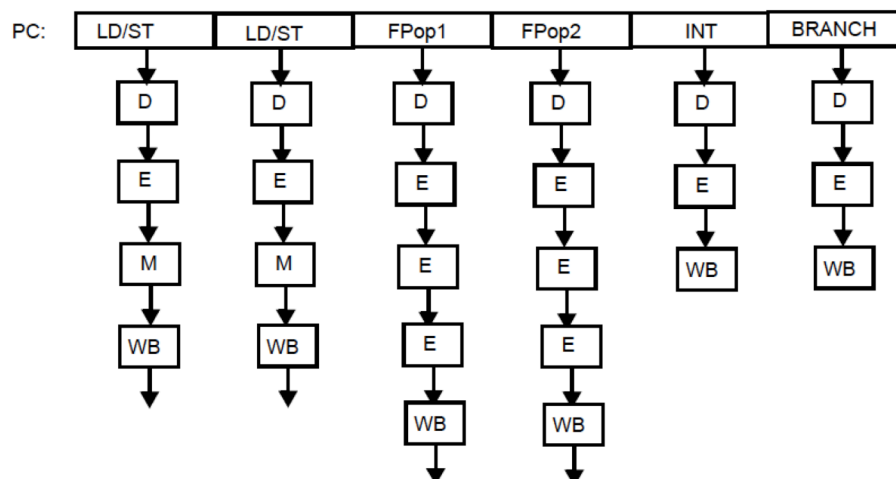 PC: LD/ST LD/ST FPop1 FPop2 INT BRANCH
D D D D D D
E E E E E E
M M E E WB WB
WB WB E E
WB WB